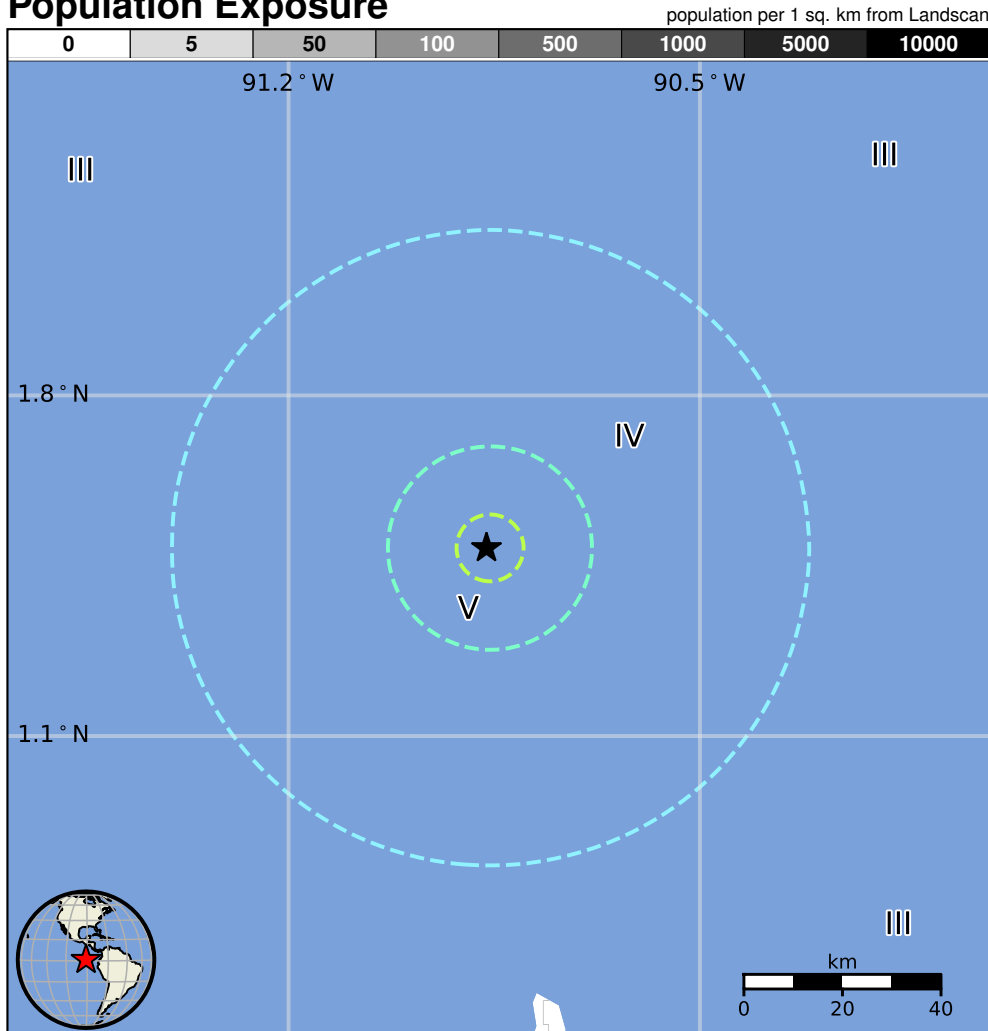 Population Exposure
population per 1 sq. km from Landscan
0 5 50 100 500 1000 5000 10000
91.2°W 90.5°W
III III
1.8°N
IV
V
1.1°N
III
km
0 20 40